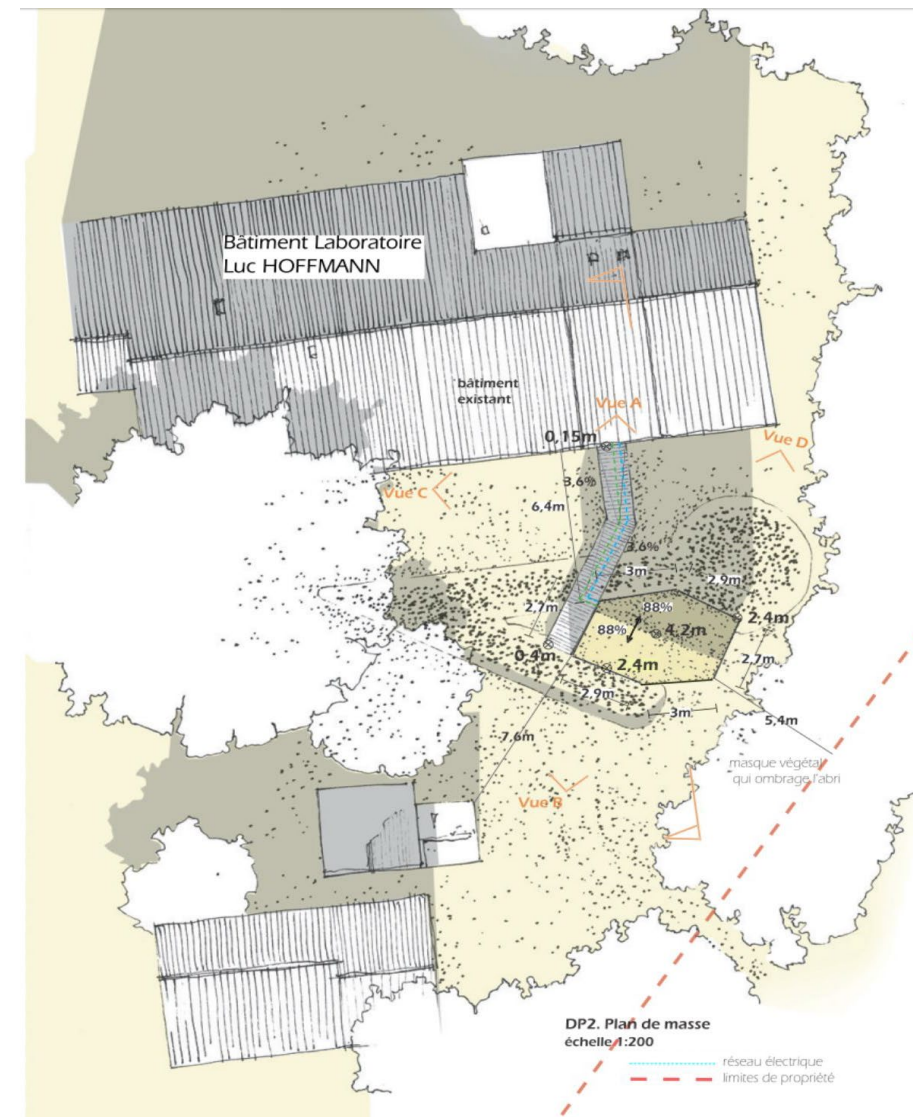 Bâtiment Laboratoire
Luc HOFFMANN
bâtiment
existant
Vue A
0,15m
Vue D
Vue C
3,6%
6,4m
3,6%
3m
2,9m
2,7m
88%
2,4m
88%
4,2m
0,4m
2,4m
2,7m
2,9m
3m
5,4m
7,6m
masque végétal
qui ombrage l'abri
Vue B
DP2. Plan de masse
échelle 1:200
réseau électrique
limites de propriété